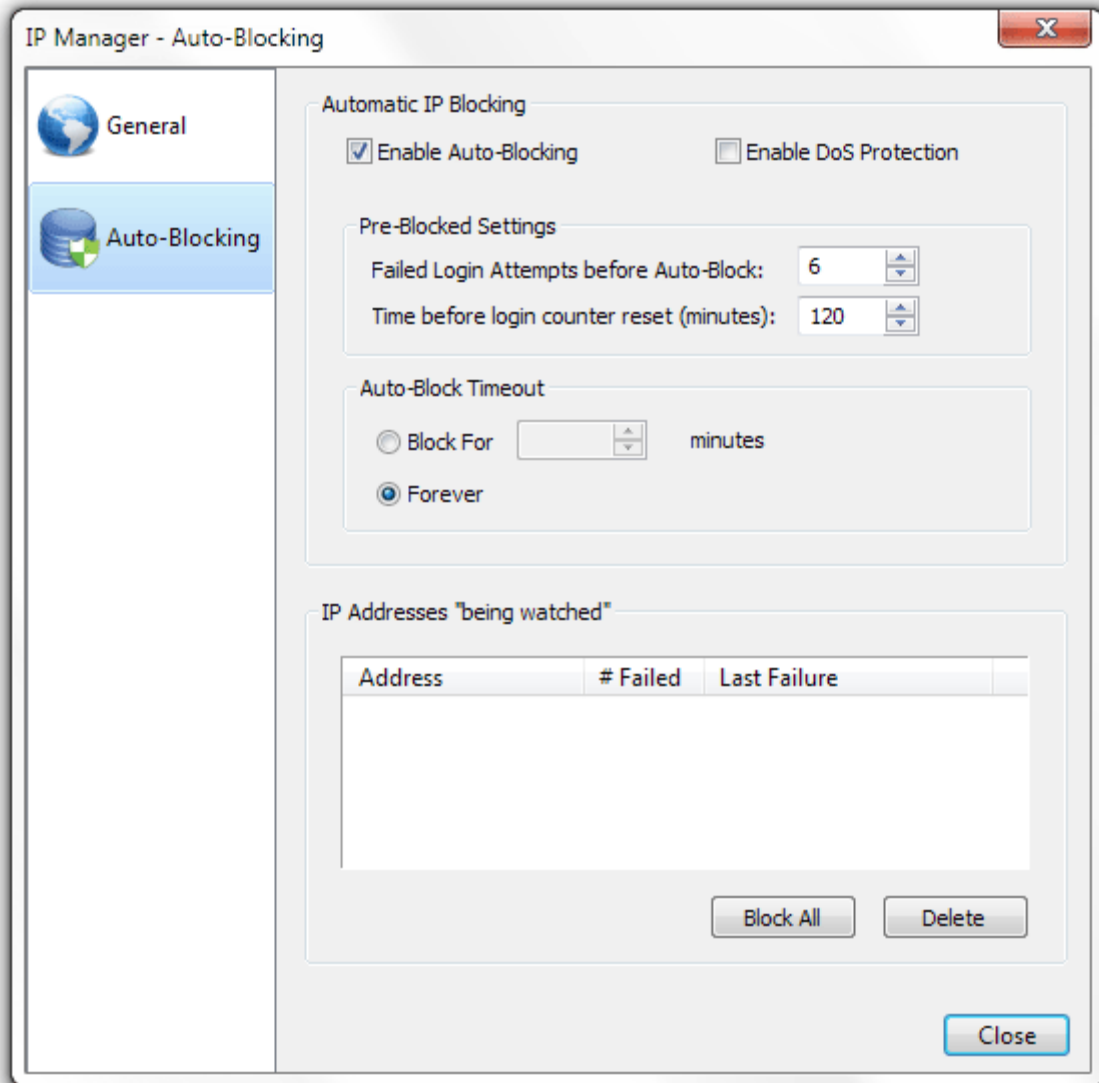 IP Manager - Auto-Blocking
General
Auto-Blocking
Automatic IP Blocking
Enable Auto-Blocking
Enable DoS Protection
Pre-Blocked Settings
Failed Login Attempts before Auto-Block: 6
Time before login counter reset (minutes): 120
Auto-Block Timeout
Block For minutes
Forever
IP Addresses "being watched"
Address # Failed Last Failure
Block All Delete
Close